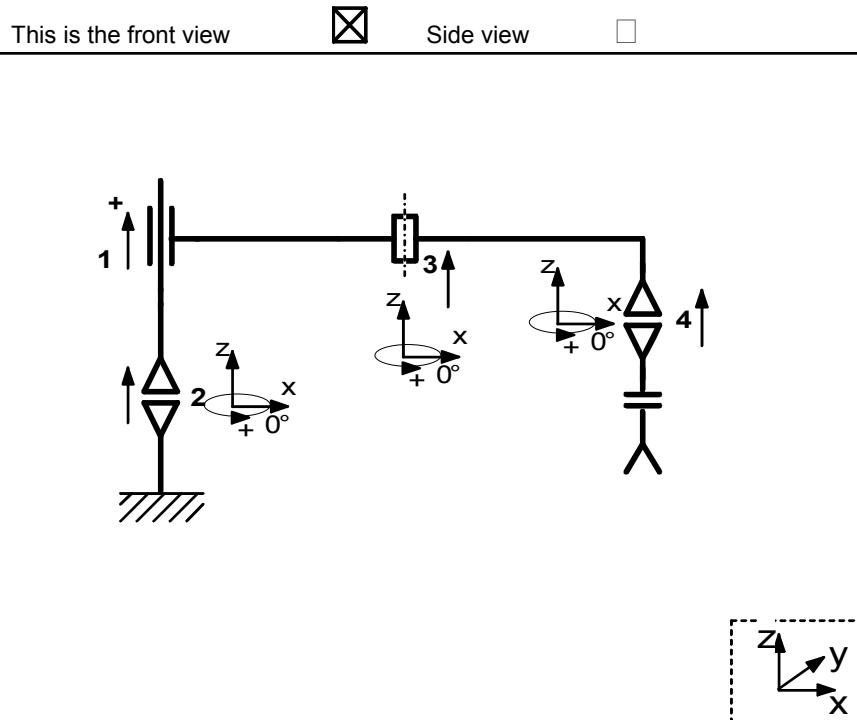 This is the front view Side view
+
1
3
z
x
+ 0°
4
z
x
+ 0°
z
x
2
+ 0°
z
y
x